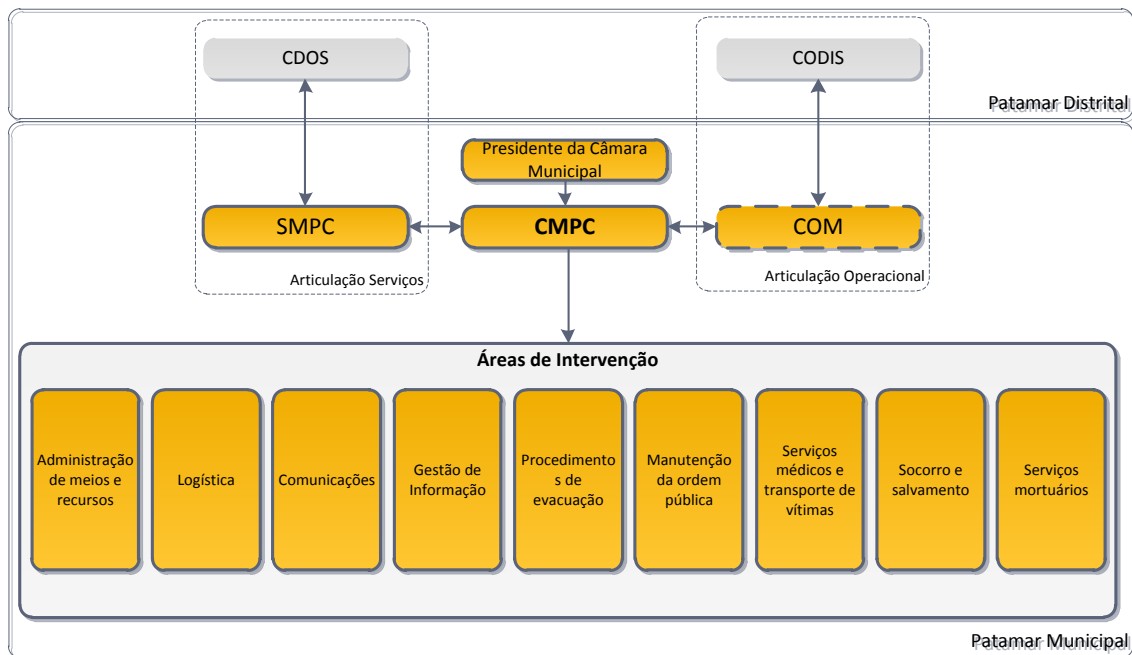 CDOS
CODIS
Patamar Distrital
Presidente da Câmara
Municipal
SMPC
CMPC
COM
Articulação Serviços
Articulação Operacional
Áreas de Intervenção
Administração
de meios e
recursos
Logística
Comunicações
Gestão de
Informação
Procedimento
s de
evacuação
Manutenção
da ordem
pública
Serviços
médicos e
transporte de
vítimas
Socorro e
salvamento
Serviços
mortuários
Patamar Municipal